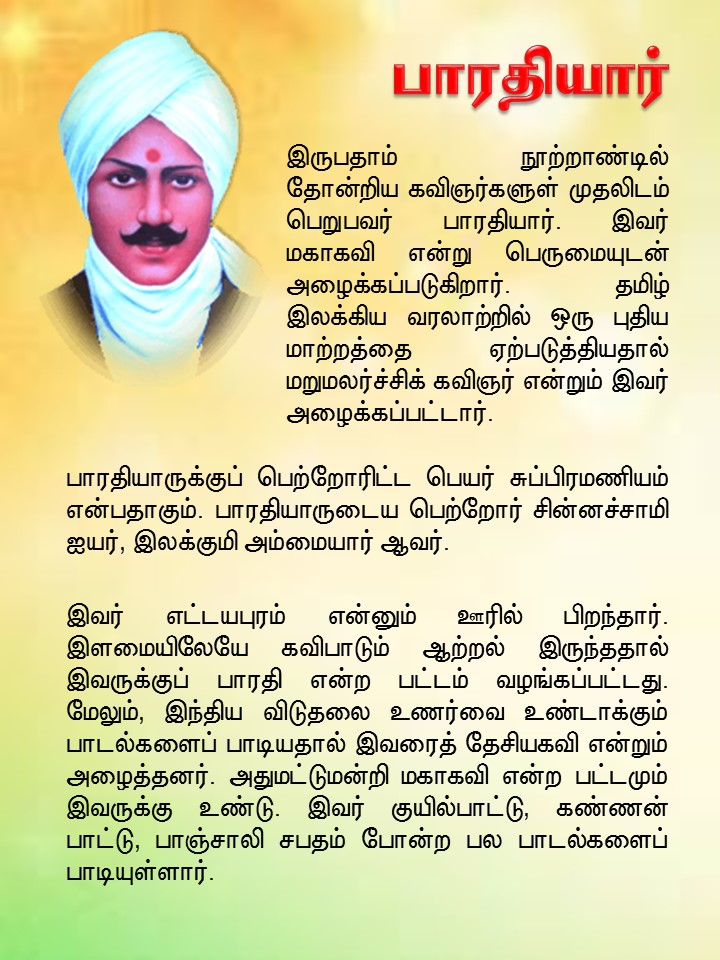 பாரதியார்
இருபதாம் நூற்றாண்டில்
தோன்றிய கவிஞர்களுள் முதலிடம்
பெறுபவர் பாரதியார். இவர்
மகாகவி என்று பெருமையுடன்
அழைக்கப்படுகிறார். தமிழ்
இலக்கிய வரலாற்றில் ஒரு புதிய
மாற்றத்தை ஏற்படுத்தியதால்
மறுமலர்ச்சிக் கவிஞர் என்றும் இவர்
அழைக்கப்பட்டார்.
பாரதியாருக்குப் பெற்றோரிட்ட பெயர் சுப்பிரமணியம்
என்பதாகும். பாரதியாருடைய பெற்றோர் சின்னச்சாமி
ஐயர், இலக்குமி அம்மையார் ஆவர்.
இவர் எட்டயபுரம் என்னும் ஊரில் பிறந்தார்.
இளமையிலேயே கவிபாடும் ஆற்றல் இருந்ததால்
இவருக்குப் பாரதி என்ற பட்டம் வழங்கப்பட்டது.
மேலும், இந்திய விடுதலை உணர்வை உண்டாக்கும்
பாடல்களைப் பாடியதால் இவரைத் தேசியகவி என்றும்
அழைத்தனர். அதுமட்டுமன்றி மகாகவி என்ற பட்டமும்
இவருக்கு உண்டு. இவர் குயில்பாட்டு, கண்ணன்
பாட்டு, பாஞ்சாலி சபதம் போன்ற பல பாடல்களைப்
பாடியுள்ளார்.